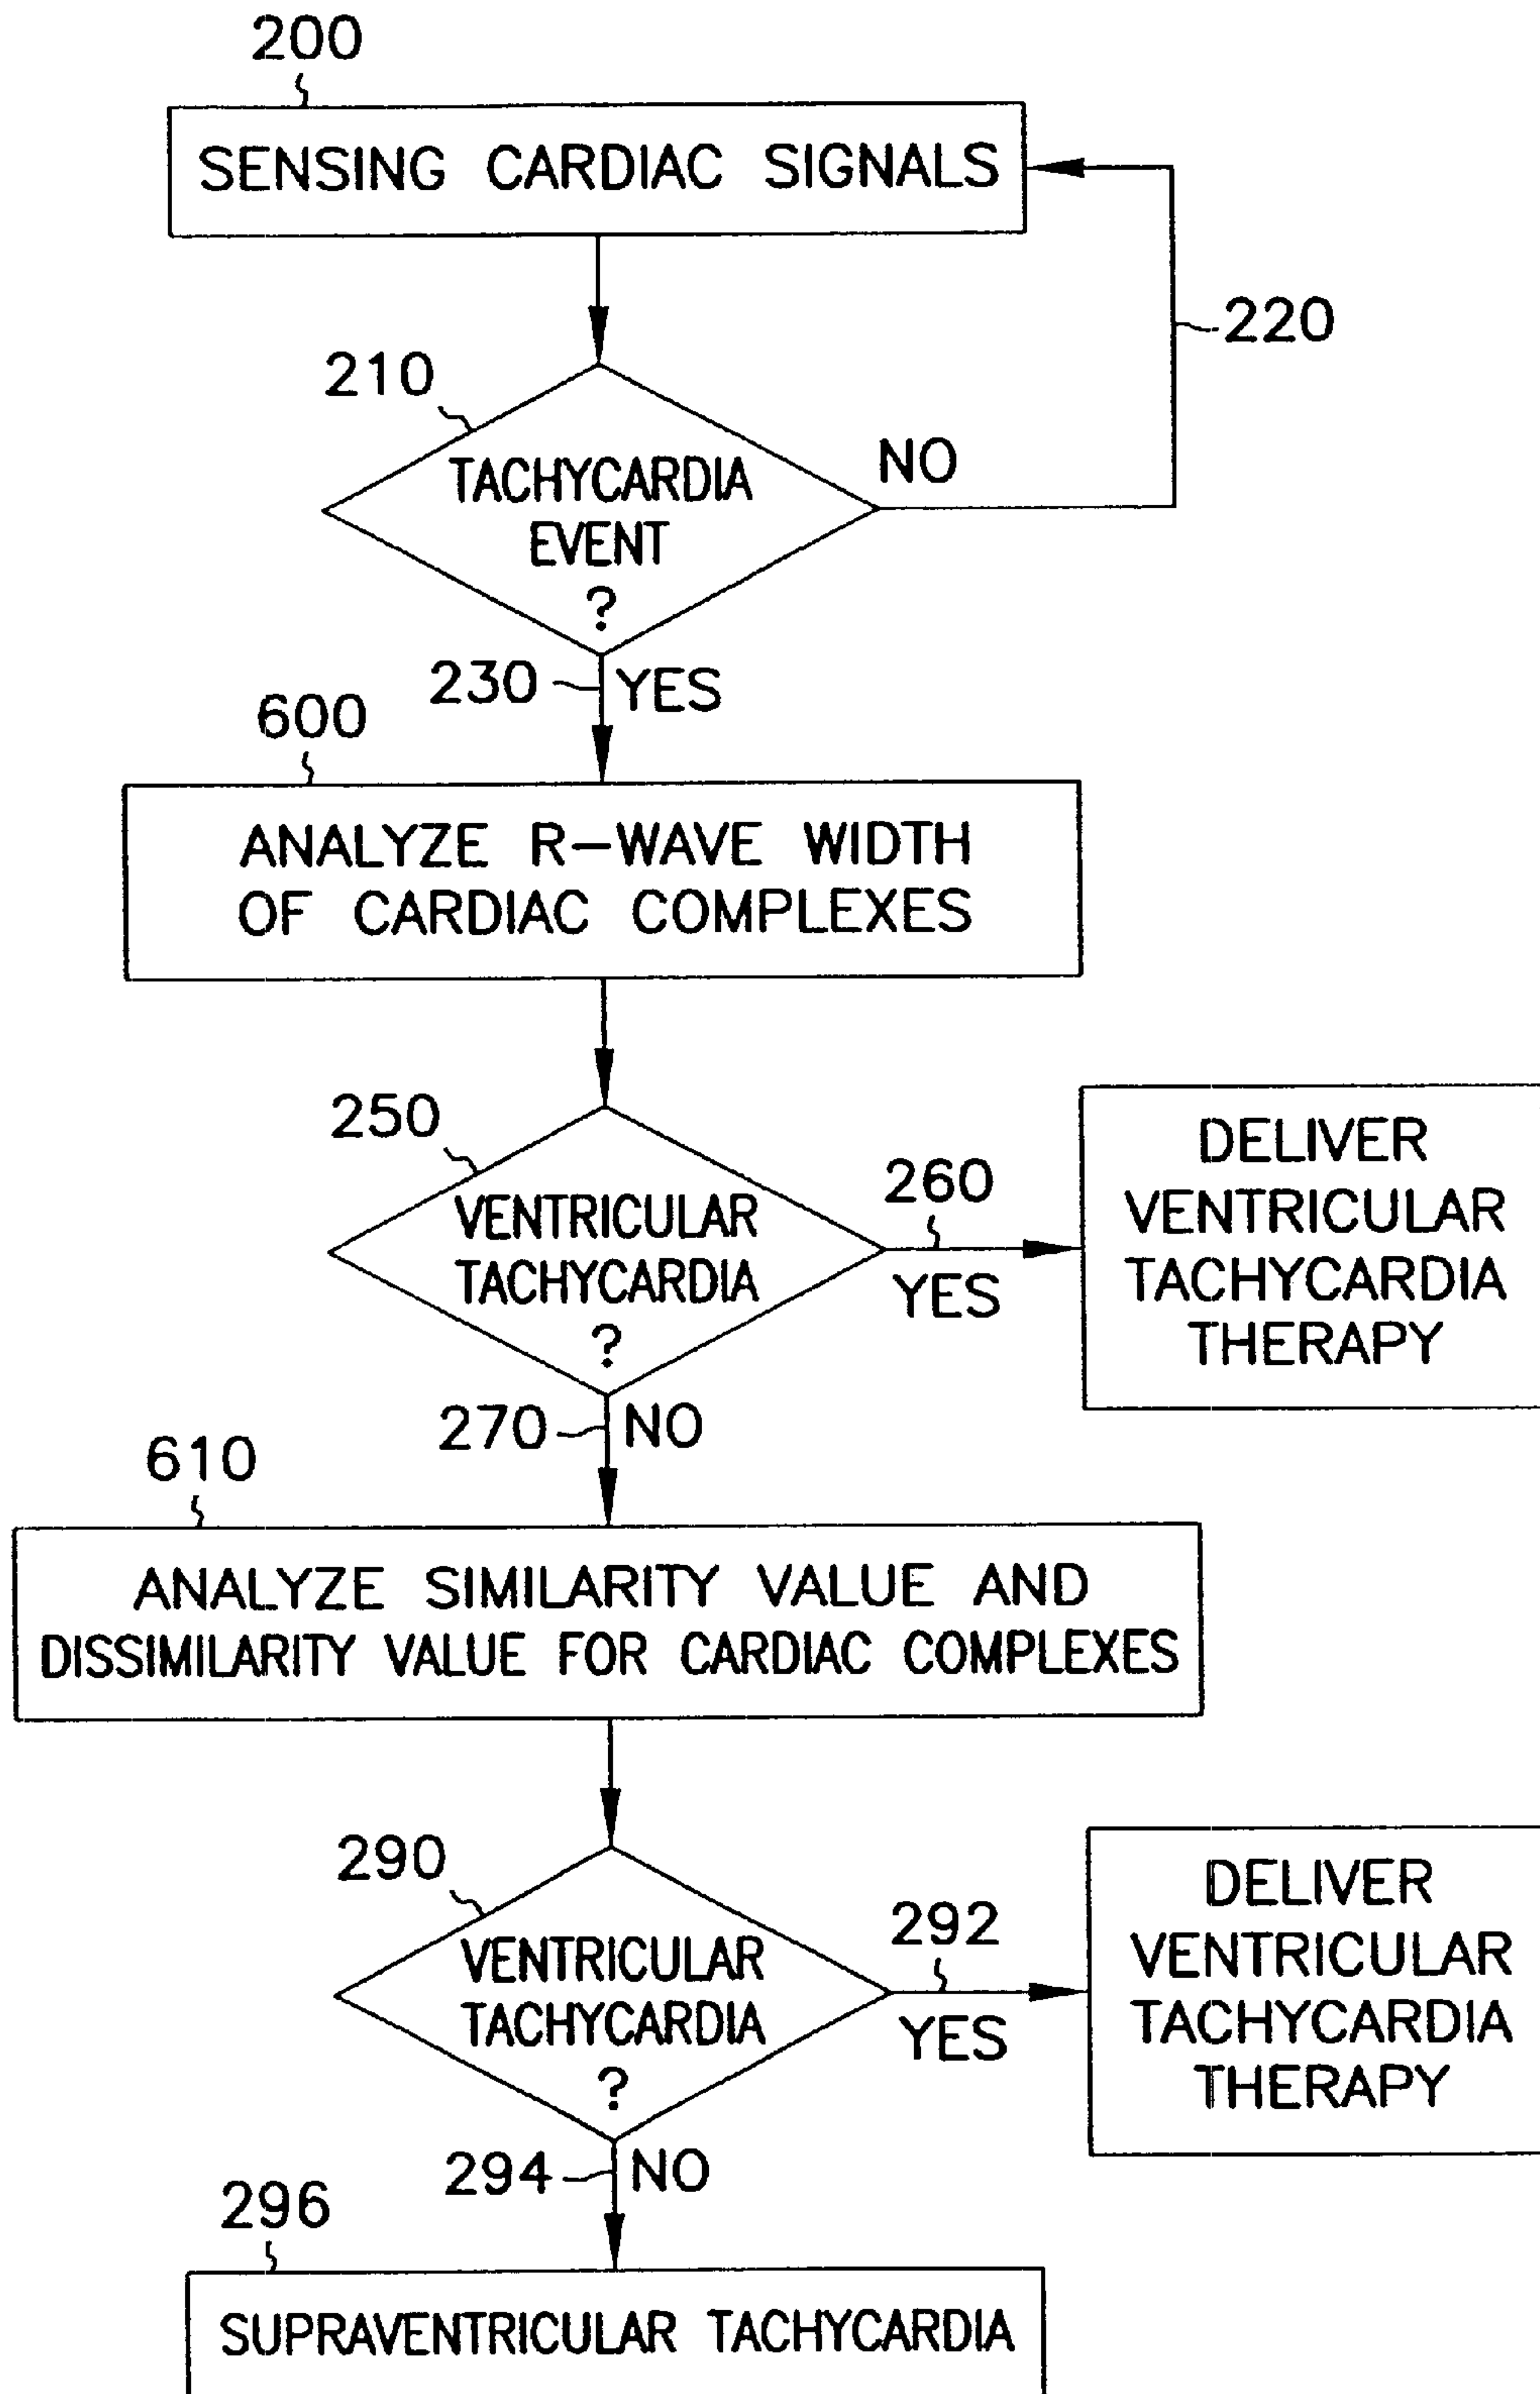 200
SENSING CARDIAC SIGNALS
220
210
TACHYCARDIA
EVENT
?
NO
230
YES
600
ANALYZE R-WAVE WIDTH
OF CARDIAC COMPLEXES
250
VENTRICULAR
TACHYCARDIA
?
260
YES
DELIVER
VENTRICULAR
TACHYCARDIA
THERAPY
270
NO
610
ANALYZE SIMILARITY VALUE AND
DISSIMILARITY VALUE FOR CARDIAC COMPLEXES
290
VENTRICULAR
TACHYCARDIA
?
292
YES
DELIVER
VENTRICULAR
TACHYCARDIA
THERAPY
294
NO
296
SUPRAVENTRICULAR TACHYCARDIA